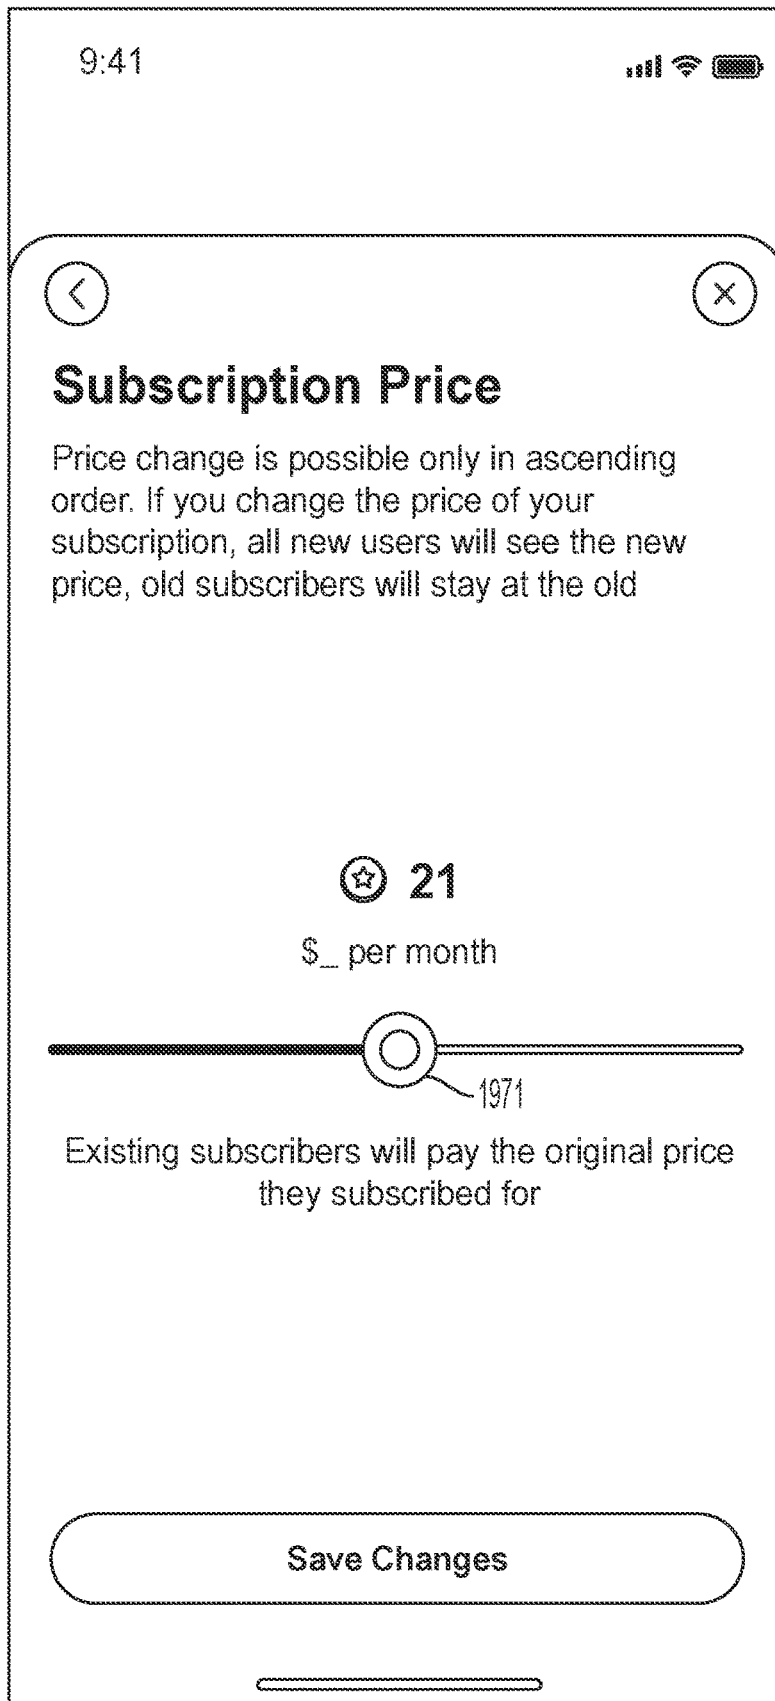 9:41
Subscription Price
Price change is possible only in ascending
order. If you change the price of your
subscription, all new users will see the new
price, old subscribers will stay at the old
21
$_ per month
1971
Existing subscribers will pay the original price
they subscribed for
Save Changes